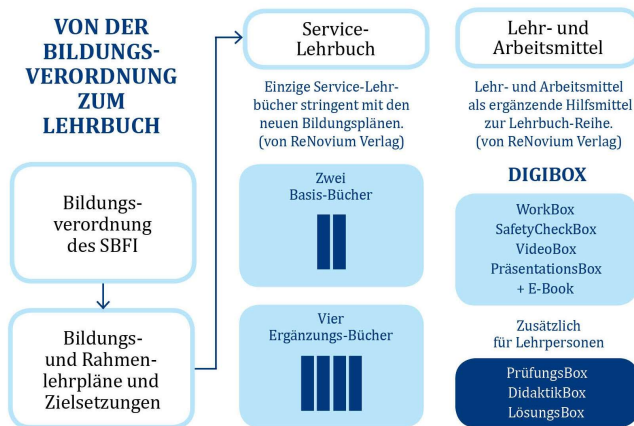 VON DER
BILDUNGS-
VERORDNUNG
ZUM
LEHRBUCH
Bildungs-
verordnung
des SBFI
Bildungs-
und Rahmen-
lehrpläne und
Zielsetzungen
Service-
Lehrbuch
Einzige Service-Lehr-
bücher stringent mit den
neuen Bildungsplänen.
(von ReNovium Verlag)
Zwei
Basis-Bücher
Vier
Ergänzungs-Bücher
Lehr- und
Arbeitsmittel
Lehr- und Arbeitsmittel
als ergänzende Hilfsmittel
zur Lehrbuch-Reihe.
(von ReNovium Verlag)
DIGIBOX
WorkBox
SafetyCheckBox
VideoBox
PräsentationsBox
+ E-Book
Zusätzlich
für Lehrpersonen
PrüfungsBox
DidaktikBox
LösungsBox